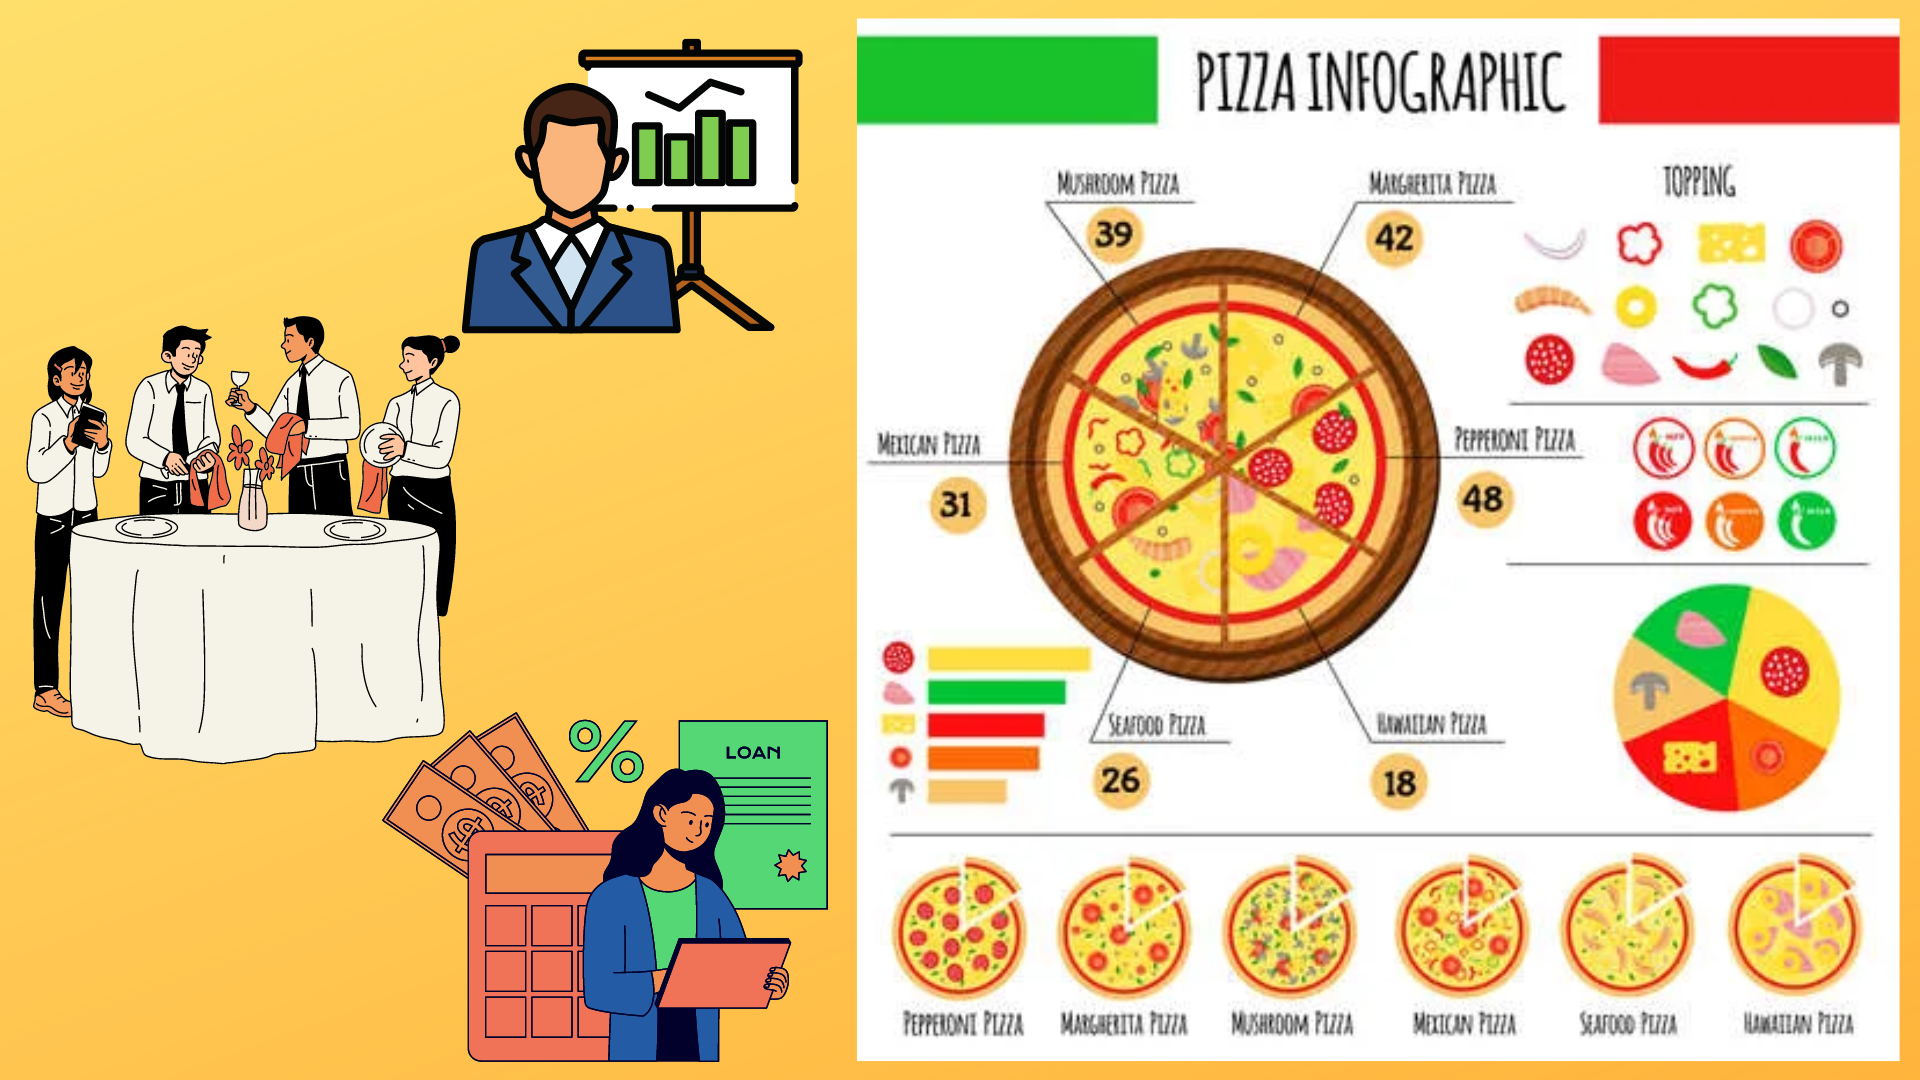 LOAN
PIZZA INFOGRAPHIC
MUSHROOM PIZZA
39
MARGHERITA PIZZA
42
TOPPING
MEXICAN PIZZA
31
PEPPERONI PIZZA
48
SEAFOOD PIZZA
26
HAWAIIAN PIZZA
18
PEPPERONI PIZZA
MARGHERITA PIZZA
MUSHROOM PIZZA
MEXICAN PIZZA
SEAFOOD PIZZA
HAWAIIAN PIZZA